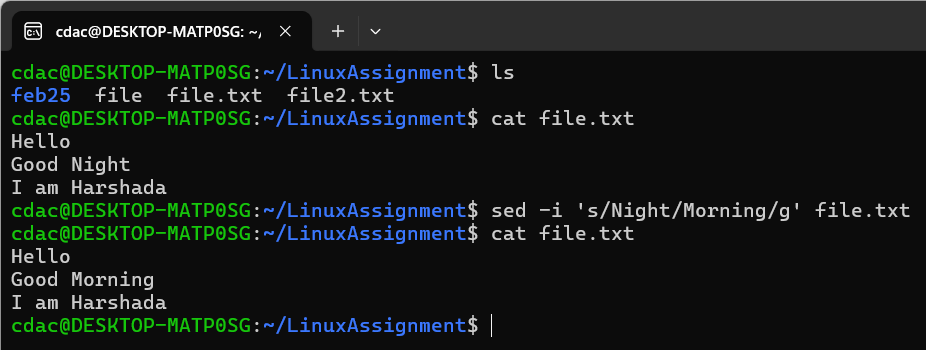 cdac@DESKTOP-MATP0SG: ~/
cdac@DESKTOP-MATP0SG:~/LinuxAssignment$ ls
feb25  file  file.txt  file2.txt
cdac@DESKTOP-MATP0SG:~/LinuxAssignment$ cat file.txt
Hello
Good Night
I am Harshada
cdac@DESKTOP-MATP0SG:~/LinuxAssignment$ sed -i 's/Night/Morning/g' file.txt
cdac@DESKTOP-MATP0SG:~/LinuxAssignment$ cat file.txt
Hello
Good Morning
I am Harshada
cdac@DESKTOP-MATP0SG:~/LinuxAssignment$